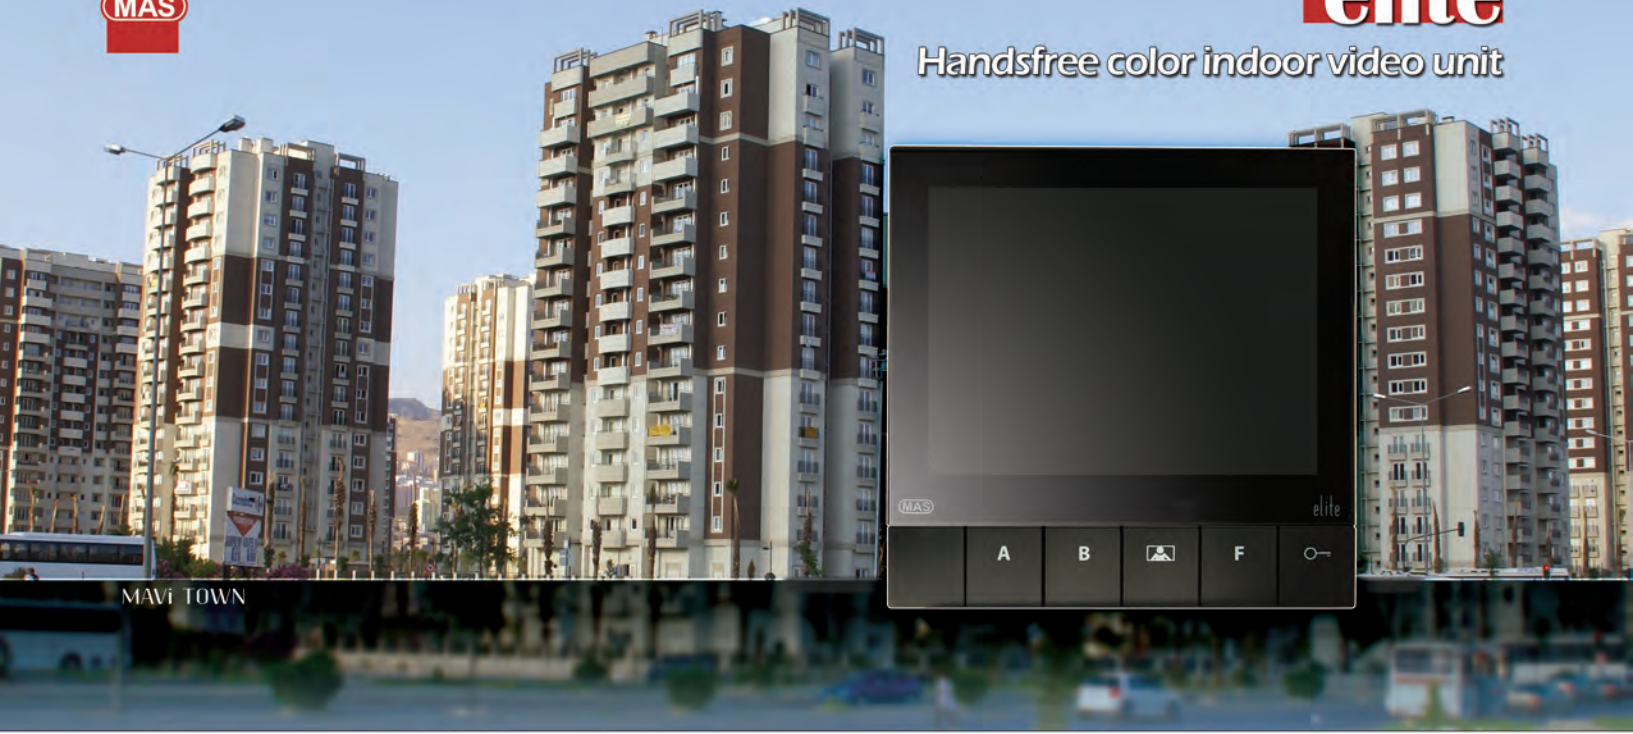 MAS
elite
Handsfree color indoor video unit
MAS
elite
A
B
F
MAVi TOWN